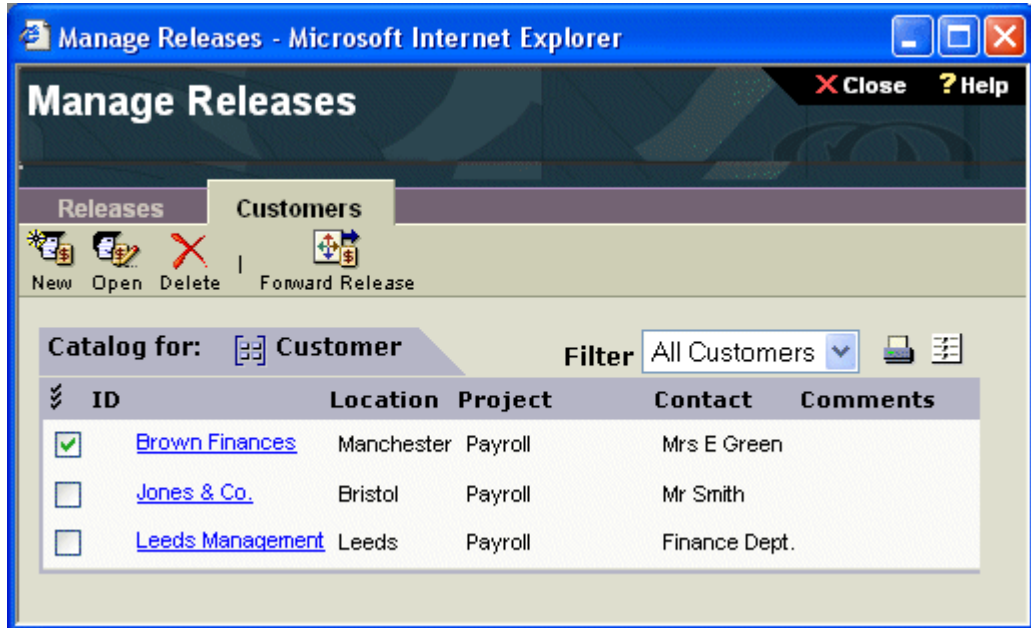 Manage Releases - Microsoft Internet Explorer
Manage Releases
Close ? Help
Releases Customers
New Open Delete | Forward Release
Catalog for: Customer Filter All Customers
ID Location Project Contact Comments
Brown Finances Manchester Payroll Mrs E Green
Jones & Co. Bristol Payroll Mr Smith
Leeds Management Leeds Payroll Finance Dept.